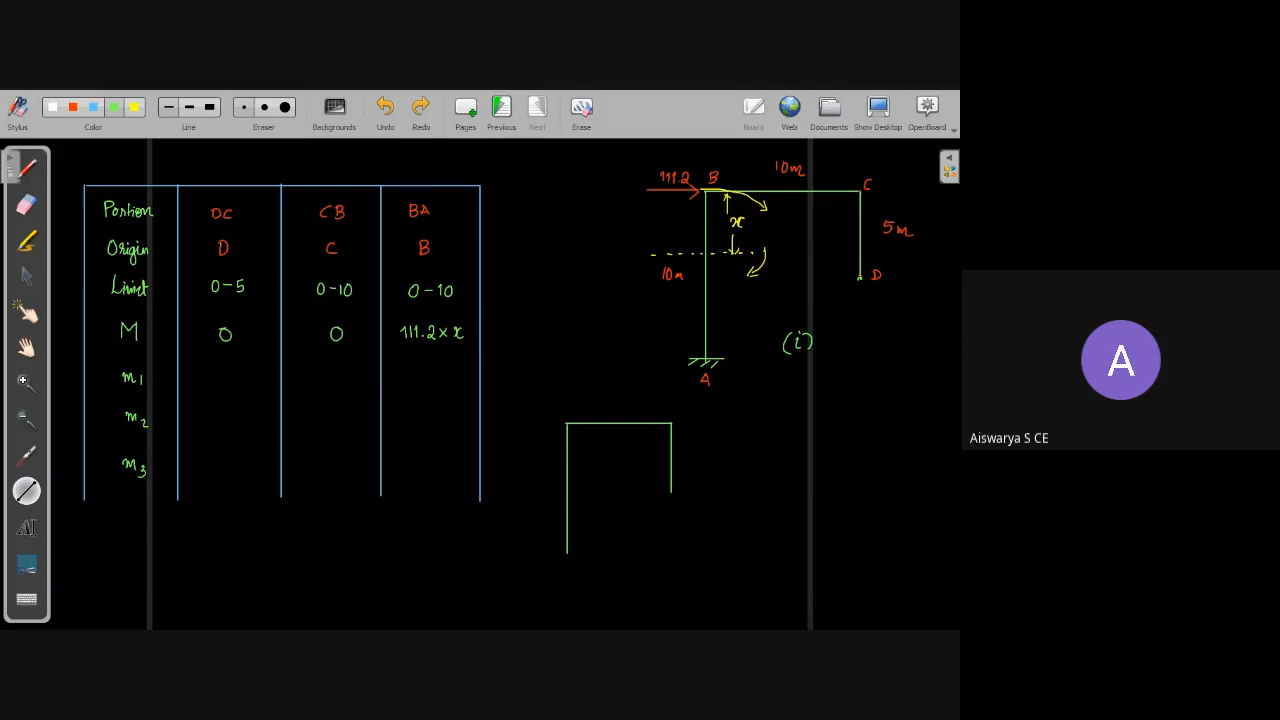 Stylus Color Line Eraser Backgrounds Undo Redo Pages Previous Next Erase Board Web Documents Show Desktop OpenBoard
Portion DC CB BA
Origin D C B
Limit 0-5 0-10 0-10
M 0 0 111.2 × x
m1
m2
m3
111.2 B 10m C
x
5m
10m D
(i)
A
AI
A
Aiswarya S CE